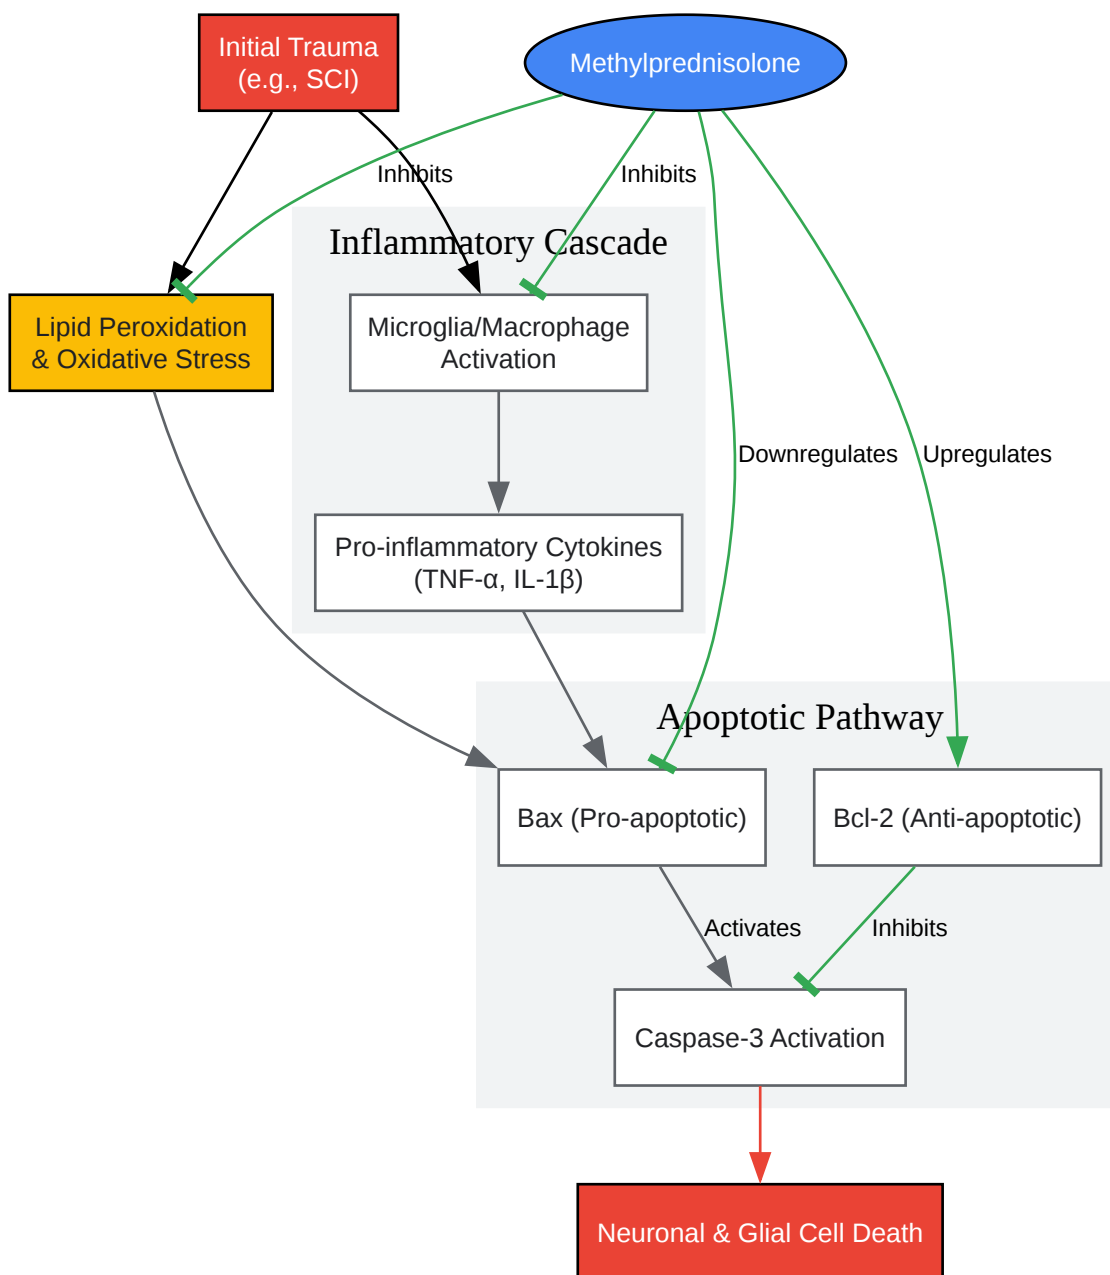 Initial Trauma
(e.g., SCI)
Methylprednisolone
Inhibits
Inhibits
Inflammatory Cascade
Lipid Peroxidation
& Oxidative Stress
Microglia/Macrophage
Activation
Downregulates
Upregulates
Pro-inflammatory Cytokines
(TNF-α, IL-1β)
Apoptotic Pathway
Bax (Pro-apoptotic)
Bcl-2 (Anti-apoptotic)
Activates
Inhibits
Caspase-3 Activation
Neuronal & Glial Cell Death